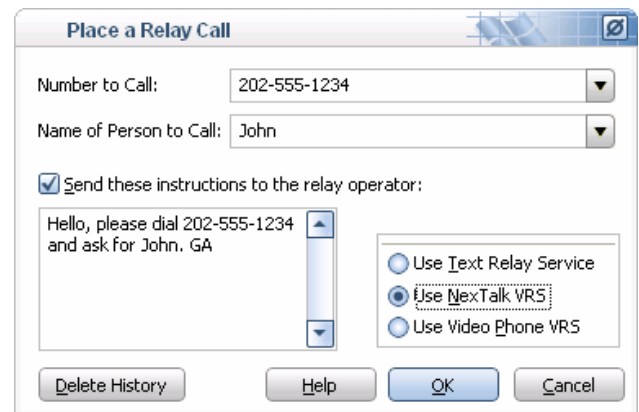 Place a Relay Call
Number to Call:
202-555-1234
Name of Person to Call:
John
Send these instructions to the relay operator:
Hello, please dial 202-555-1234
and ask for John. GA
Use Text Relay Service
Use NexTalk VRS
Use Video Phone VRS
Delete History
Help
OK
Cancel